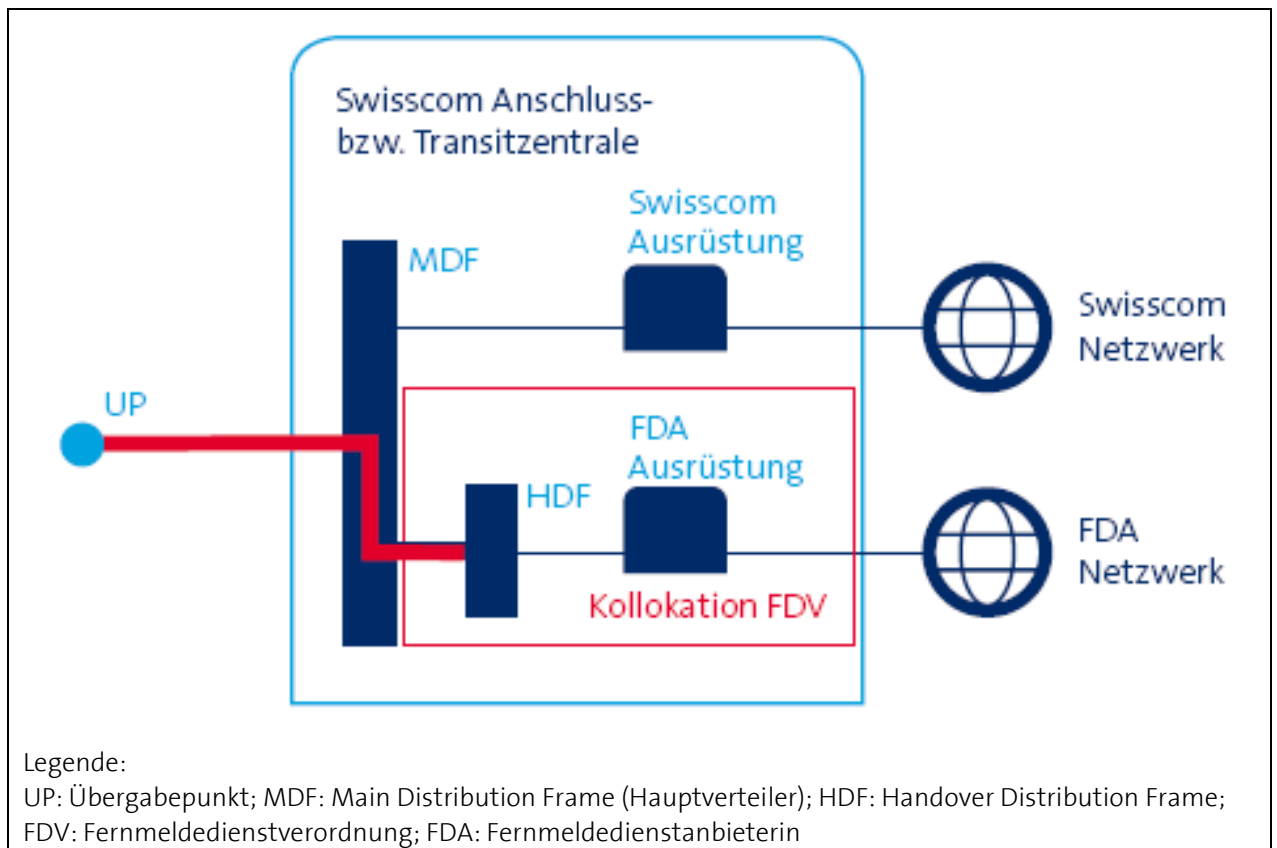 Swisscom Anschluss-
bzw. Transitzentrale
Swisscom
Ausrüstung
MDF
Swisscom
Netzwerk
UP
FDA
Ausrüstung
HDF
FDA
Netzwerk
Kollokation FDV
Legende:
UP: Übergabepunkt; MDF: Main Distribution Frame (Hauptverteiler); HDF: Handover Distribution Frame;
FDV: Fernmeldedienstverordnung; FDA: Fernmeldedienstanbieterin